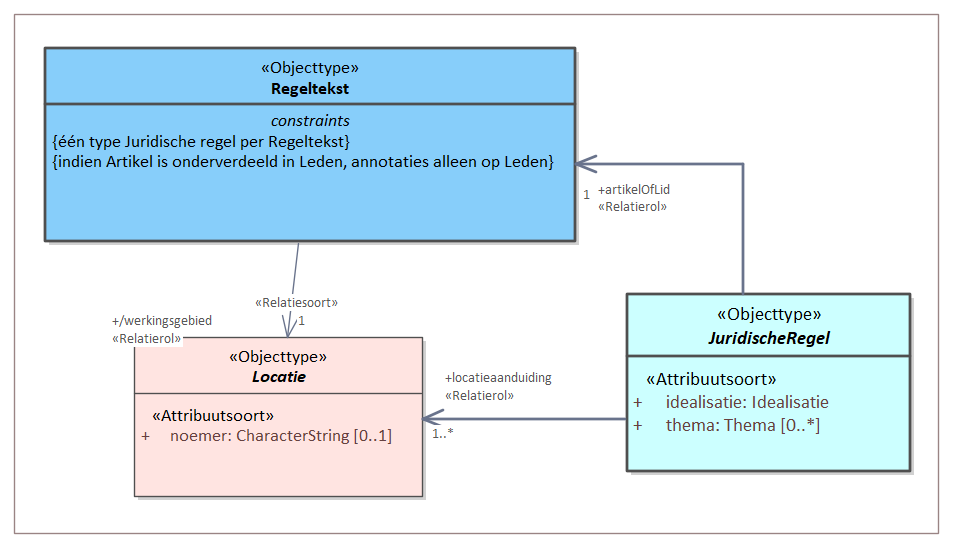 «Objecttype»
Regeltekst
constraints
{één type Juridische regel per Regeltekst}
{indien Artikel is onderverdeeld in Leden, annotaties alleen op Leden}
1
+artikelOfLid
«Relatierol»
«Relatiesoort»
+/werkingsgebied
1
«Relatierol»
«Objecttype»
JuridischeRegel
«Attribuutsoort»
+ idealisatie: Idealisatie
+ thema: Thema [0..*]
«Objecttype»
Locatie
«Attribuutsoort»
+ noemer: CharacterString [0..1]
+locatieaanduiding
«Relatierol»
1..*